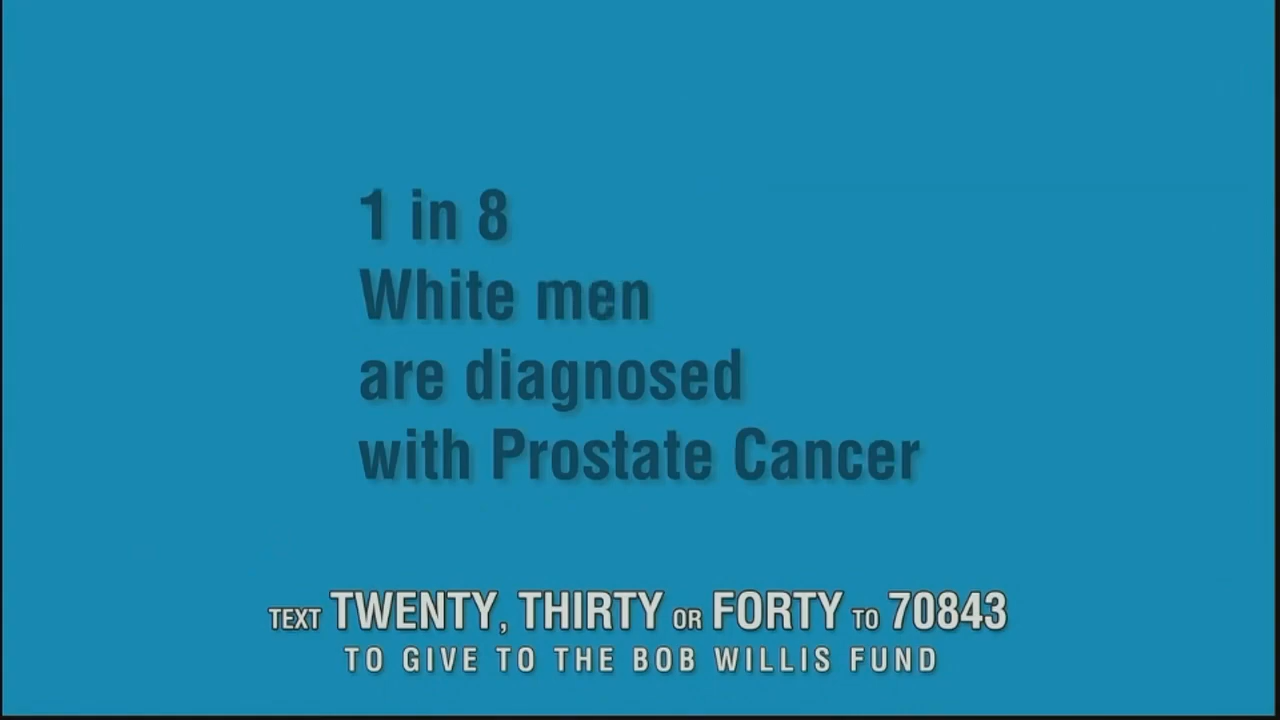 1 in 8
White men
are diagnosed
with Prostate Cancer
TEXT TWENTY, THIRTY OR FORTY TO 70843
TO GIVE TO THE BOB WILLIS FUND